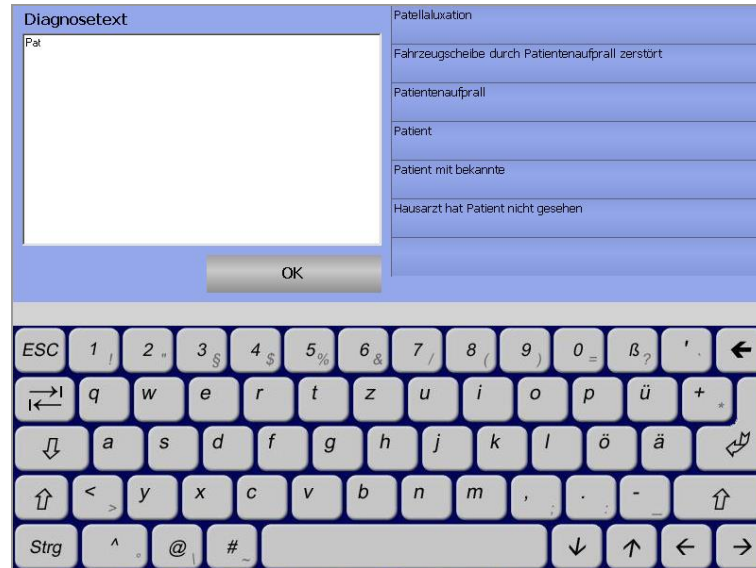 Diagnosetext
Pat
OK
Patellaluxation
Fahrzeugscheibe durch Patientenaufprall zerstört
Patientenaufprall
Patient
Patient mit bekannte
Hausarzt hat Patient nicht gesehen
ESC 1 ! 2 " 3 § 4 $ 5 % 6 & 7 / 8 ( 9 ) 0 = ß ? ' ` ←
q w e r t z u i o p ü + *
a s d f g h j k l ö ä
⇧ < > y x c v b n m , ; . : - _ ⇧
Strg ^ ° @ \ # ~ ↓ ↑ ← →